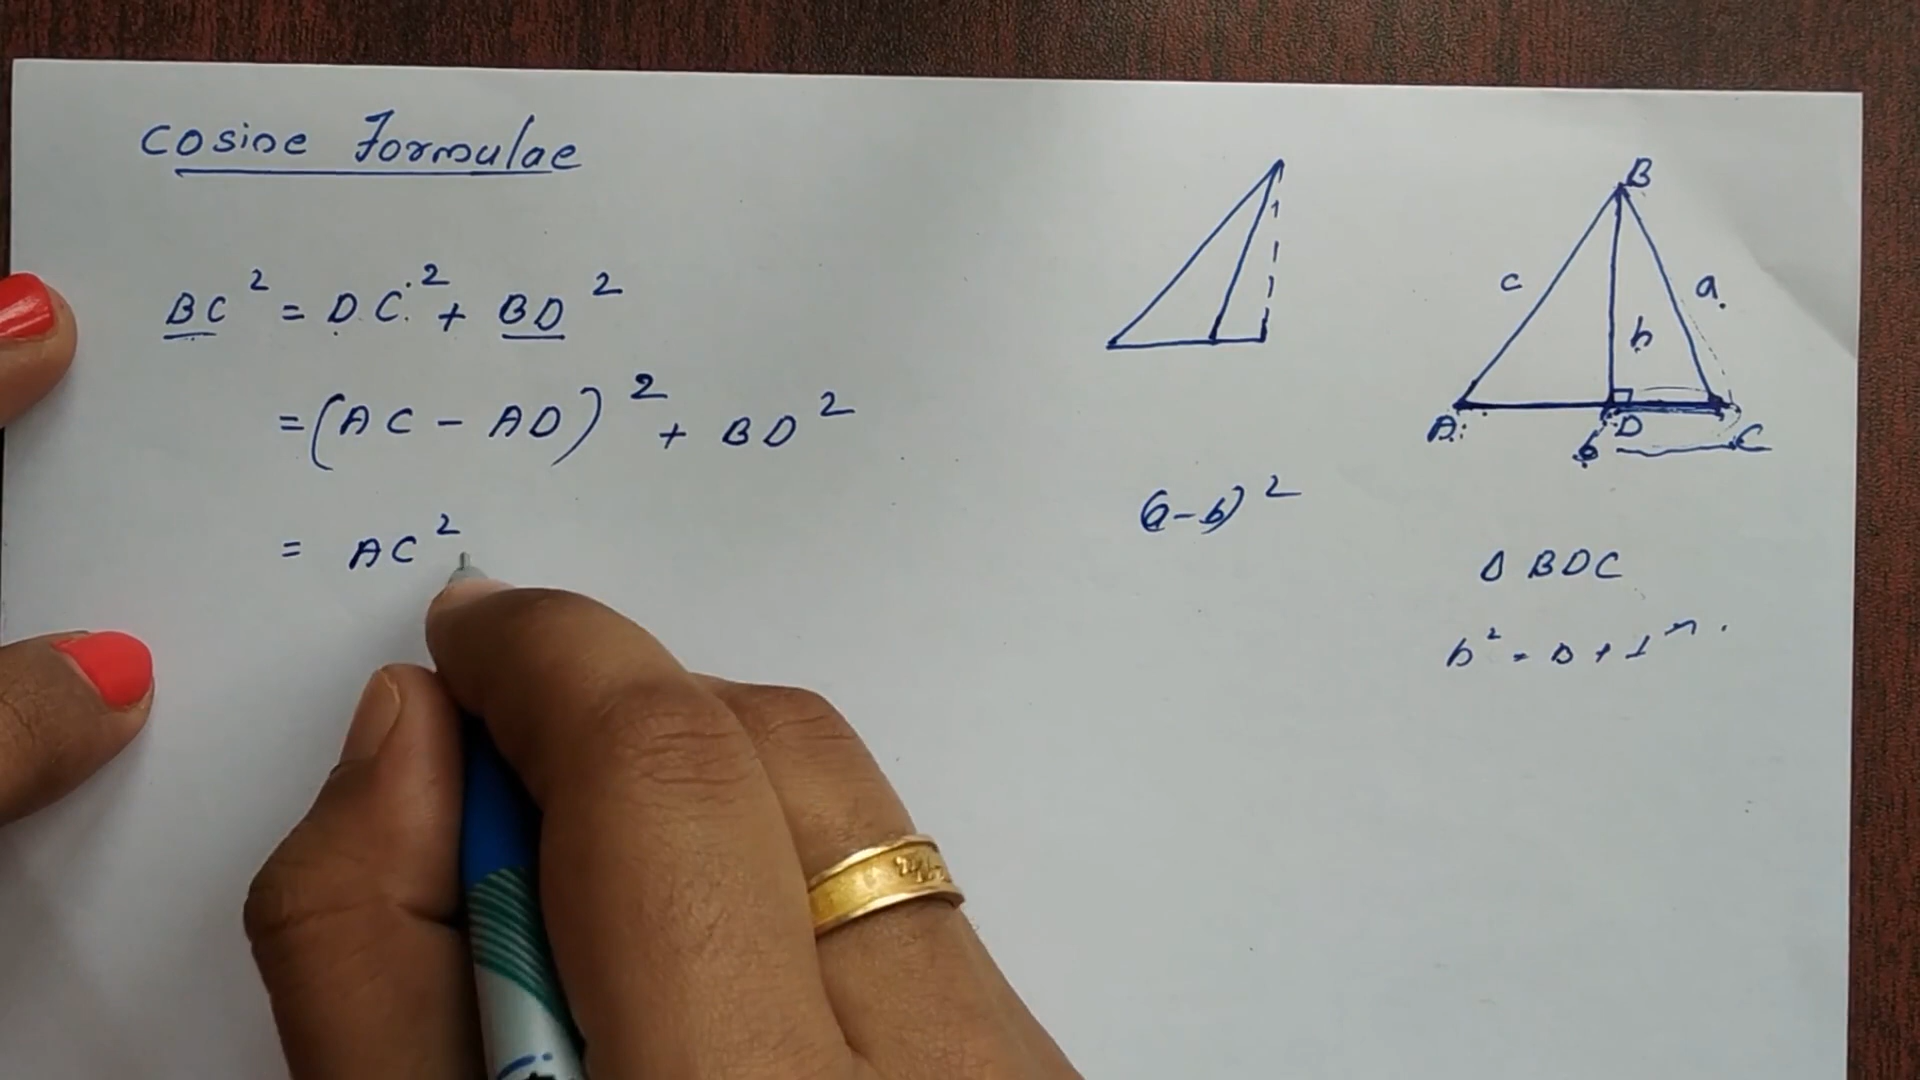 Cosine Formulae
BC² = DC² + BD²
= (AC - AD)² + BD²
= AC²
B
c
a
h
A
D
C
b
(a-b)²
Δ BDC